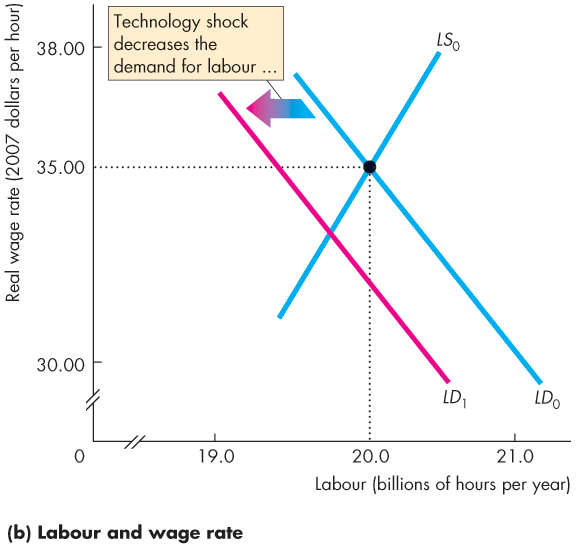 Technology shock
decreases the
demand for labour ...
Real wage rate (2007 dollars per hour)
38.00
35.00
30.00
0
LS₀
LD₁
LD₀
19.0
20.0
21.0
Labour (billions of hours per year)
(b) Labour and wage rate